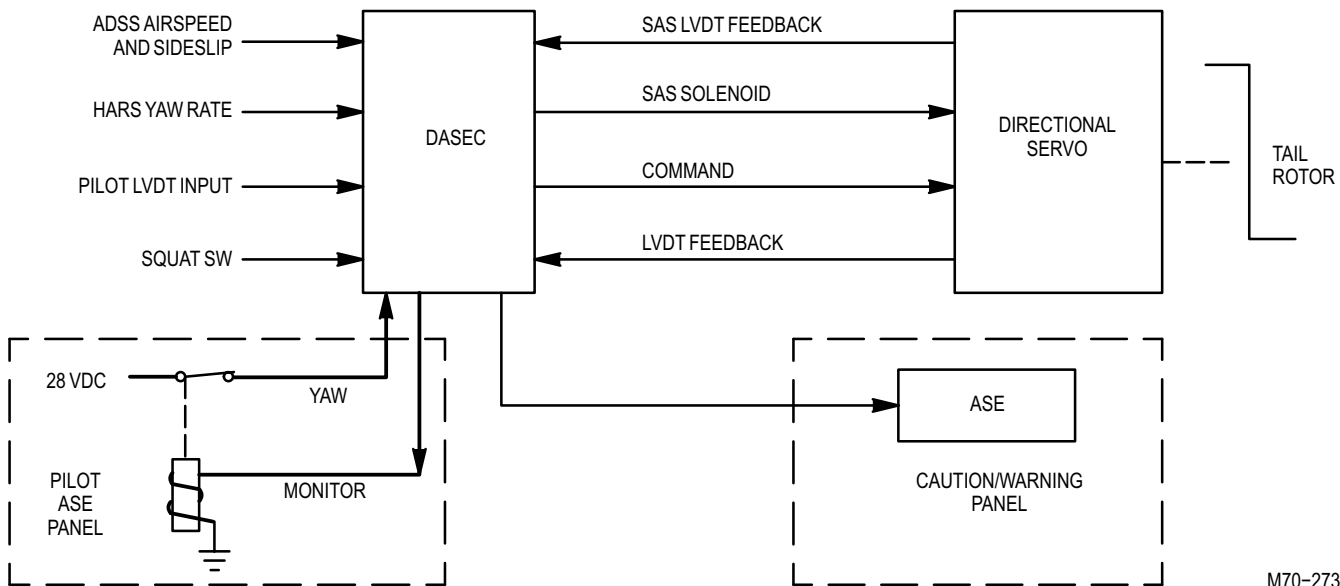 ADSS AIRSPEED
AND SIDESLIP
HARS YAW RATE
PILOT LVDT INPUT
SQUAT SW
DASEC
SAS LVDT FEEDBACK
SAS SOLENOID
COMMAND
LVDT FEEDBACK
DIRECTIONAL
SERVO
TAIL
ROTOR
28 VDC
YAW
PILOT
ASE
PANEL
MONITOR
ASE
CAUTION/WARNING
PANEL
M70-273